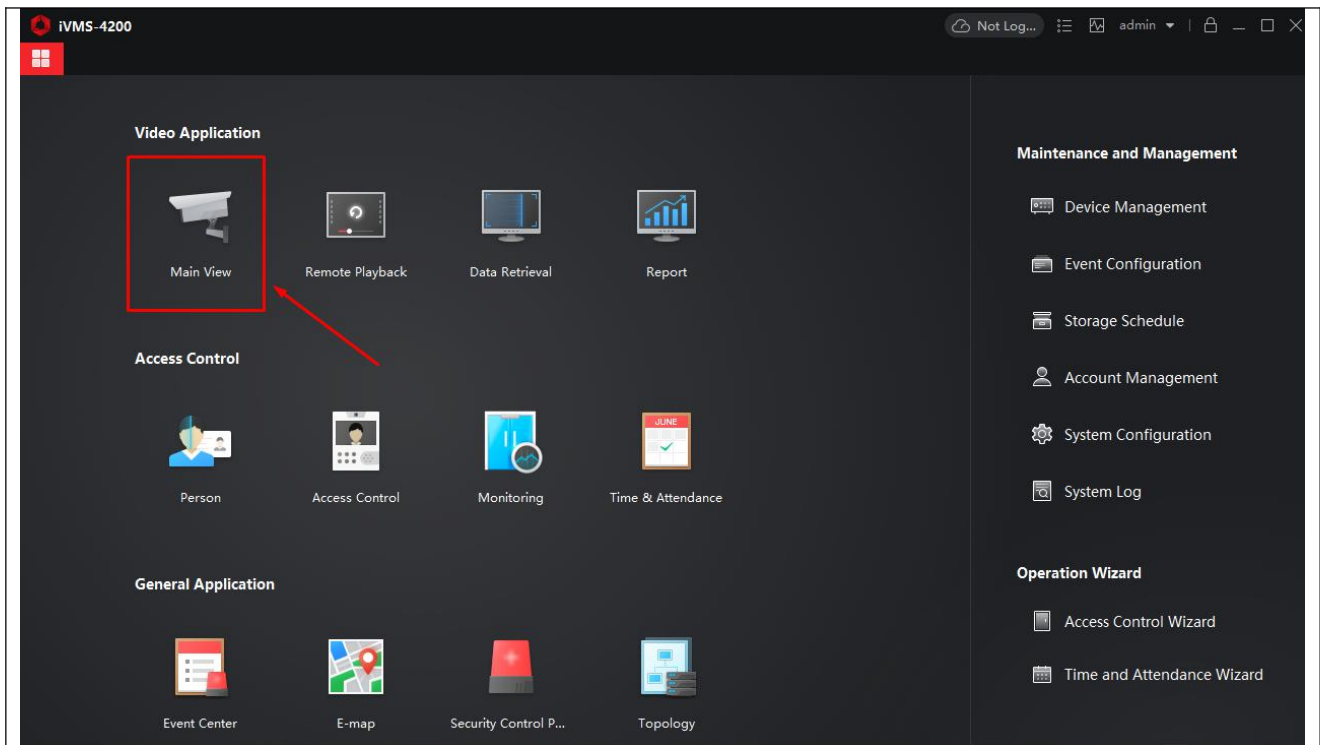 iVMS-4200
Not Log...
admin
Video Application
Main View
Remote Playback
Data Retrieval
Report
Access Control
JUNE
Person
Access Control
Monitoring
Time & Attendance
General Application
Event Center
E-map
Security Control P...
Topology
Maintenance and Management
Device Management
Event Configuration
Storage Schedule
Account Management
System Configuration
System Log
Operation Wizard
Access Control Wizard
Time and Attendance Wizard